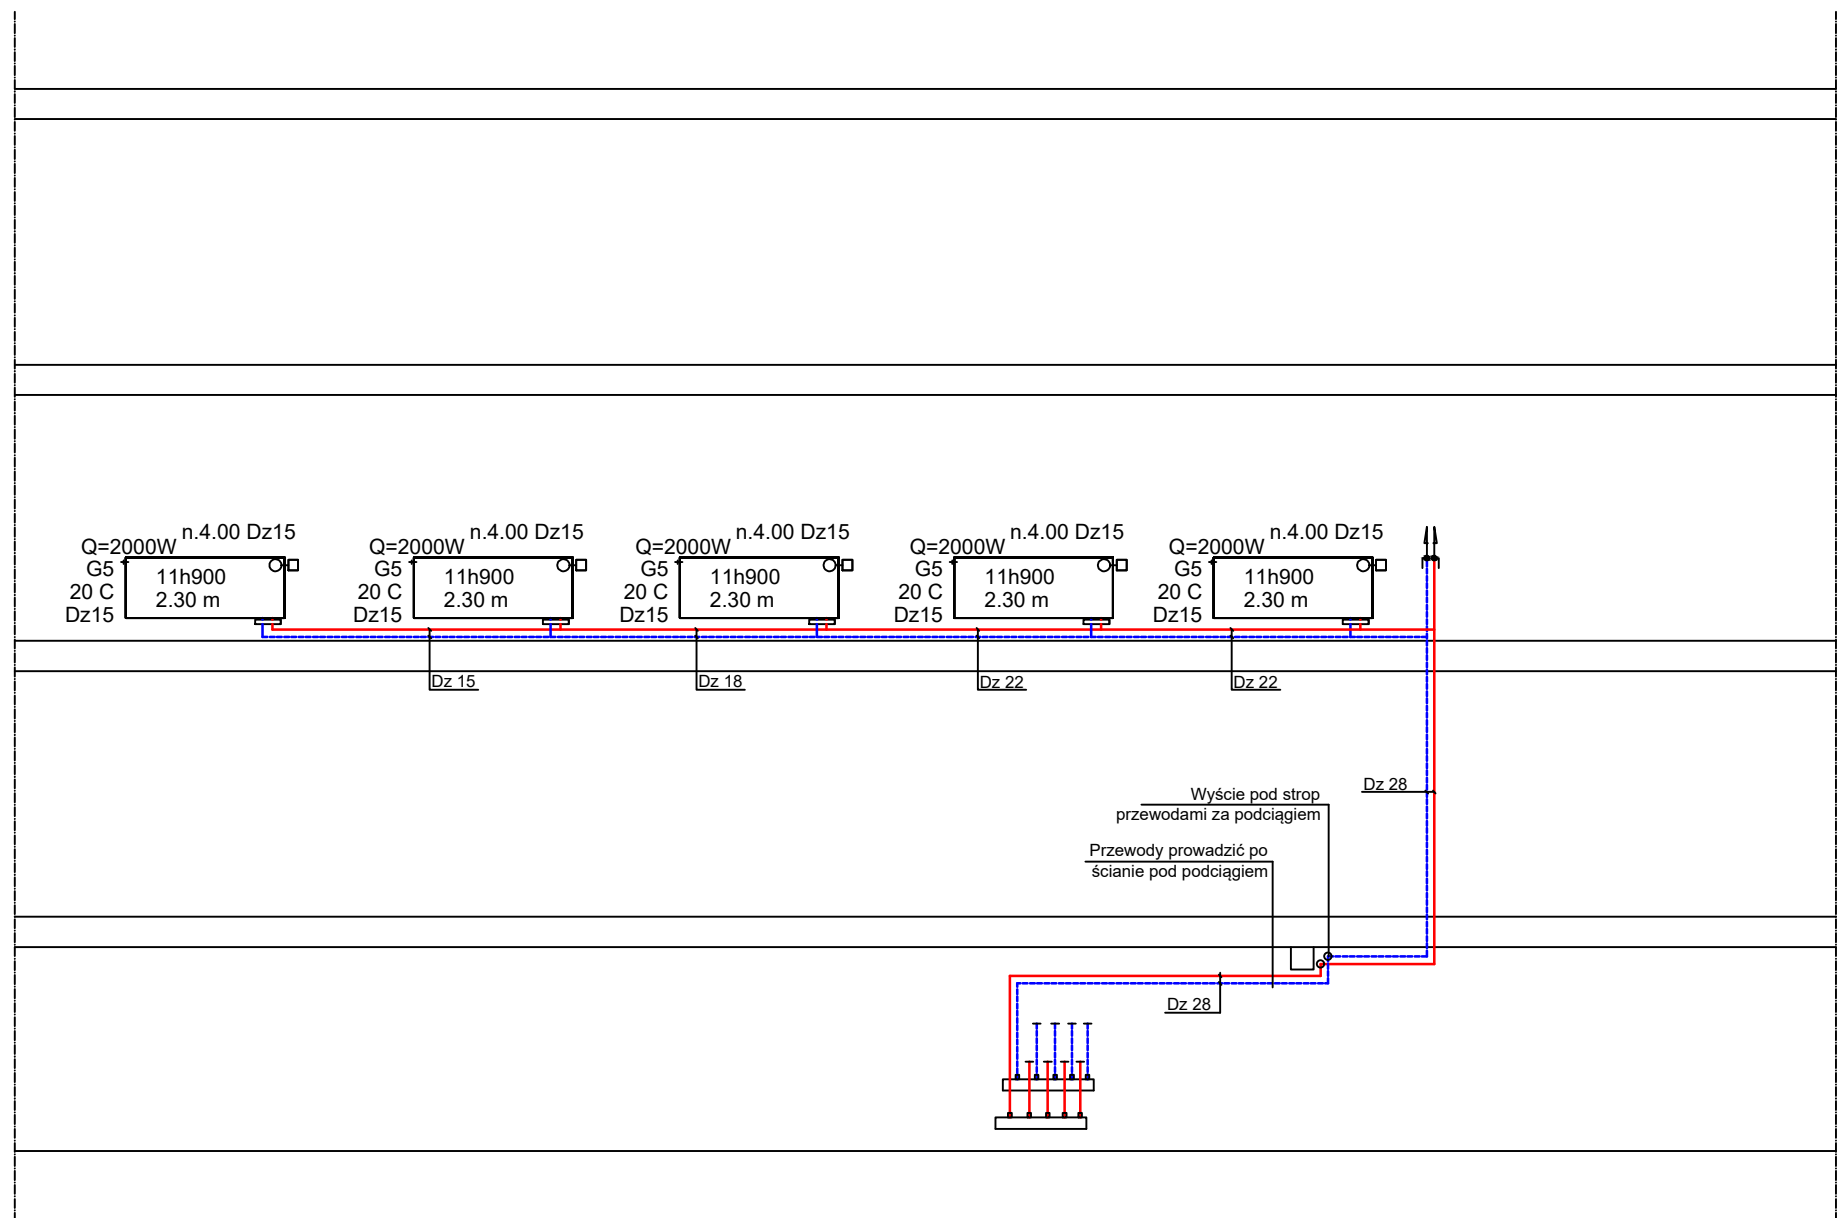 n.4.00 Dz15
Q=2000W
G5
20 C
Dz15
11h900
2.30 m
n.4.00 Dz15
Q=2000W
G5
20 C
Dz15
11h900
2.30 m
n.4.00 Dz15
Q=2000W
G5
20 C
Dz15
11h900
2.30 m
n.4.00 Dz15
Q=2000W
G5
20 C
Dz15
11h900
2.30 m
n.4.00 Dz15
Q=2000W
G5
20 C
Dz15
11h900
2.30 m
Dz 15
Dz 18
Dz 22
Dz 22
Dz 28
Wyście pod strop
przewodami za podciągiem
Przewody prowadzić po
ścianie pod podciągiem
Dz 28